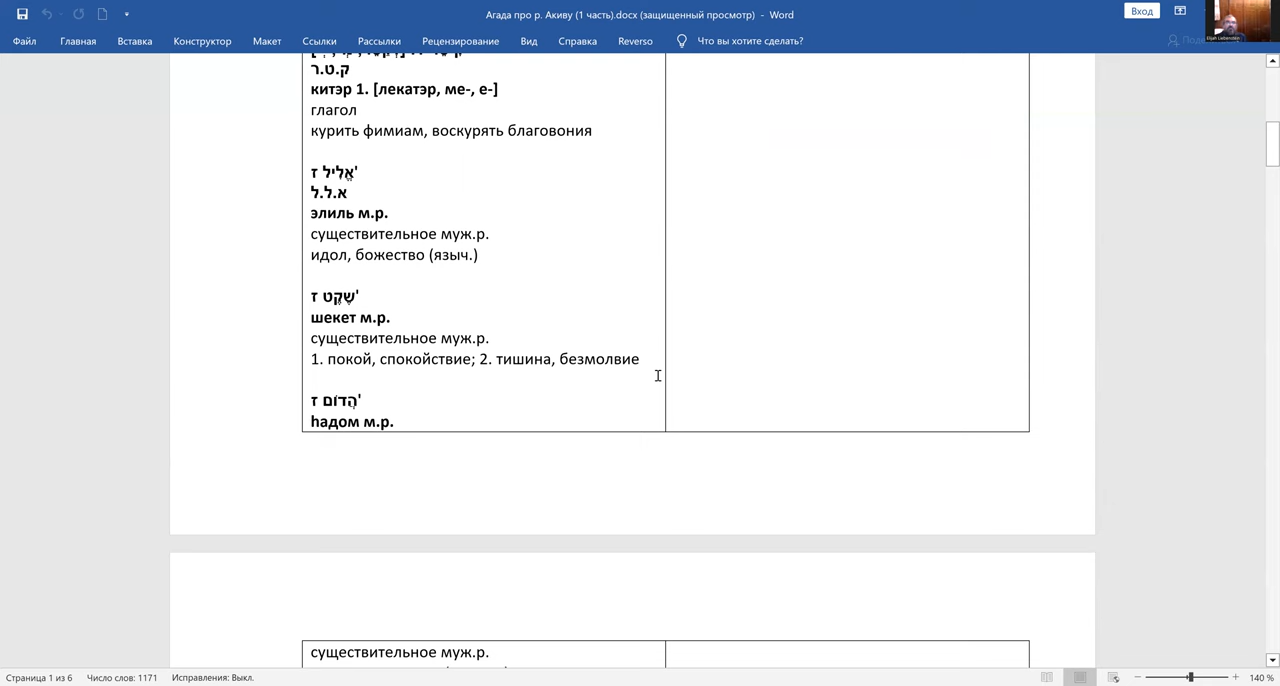 Агада про р. Акиву (1 часть).docx (защищенный просмотр) - Word
Вход
Файл Главная Вставка Конструктор Макет Ссылки Рассылки Рецензирование Вид Справка Reverso Что вы хотите сделать?
ק.ט.ר
китэр 1. [лекатэр, ме-, е-]
глагол
курить фимиам, воскурять благовония
אֱלִיל ז'
א.ל.ל
элиль м.р.
существительное муж.р.
идол, божество (языч.)
שֶׁקֶט ז'
шекет м.р.
существительное муж.р.
1. покой, спокойствие; 2. тишина, безмолвие
הֲדוֹם ז'
hадом м.р.
существительное муж.р.
Страница 1 из 6 Число слов: 1171 Исправления: Выкл. 140 %